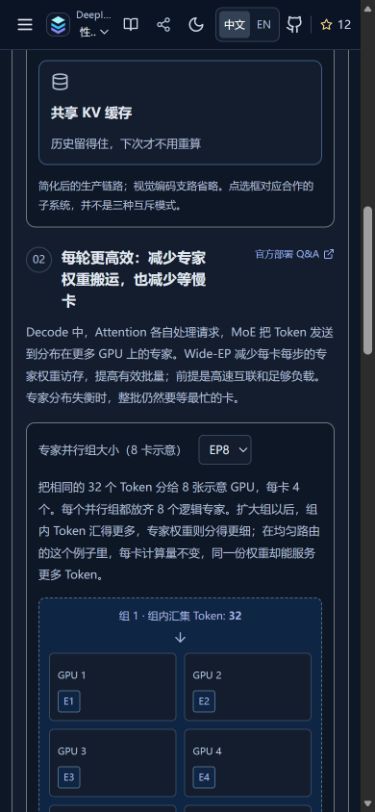 Deepl...
性..
中文
EN
12
共享 KV 缓存
历史留得住，下次才不用重算
简化后的生产链路；视觉编码支路省略。点选框对应合作的
子系统，并不是三种互斥模式。
02
每轮更高效：减少专家
权重搬运，也减少等慢
卡
官方部署 Q&A
Decode 中，Attention 各自处理请求，MoE 把 Token 发送
到分布在更多 GPU 上的专家。Wide-EP 减少每卡每步的专
家权重访存，提高有效批量；前提是高速互联和足够负载。
专家分布失衡时，整批仍然要等最忙的卡。
专家并行组大小（8 卡示意）
EP8
把相同的 32 个 Token 分给 8 张示意 GPU，每卡 4
个。每个并行组都放齐 8 个逻辑专家。扩大组以后，组
内 Token 汇得更多，专家权重则分得更细；在均匀路由
的这个例子里，每卡计算量不变，同一份权重却能服务
更多 Token。
组 1 · 组内汇集 Token: 32
GPU 1
E1
GPU 2
E2
GPU 3
E3
GPU 4
E4